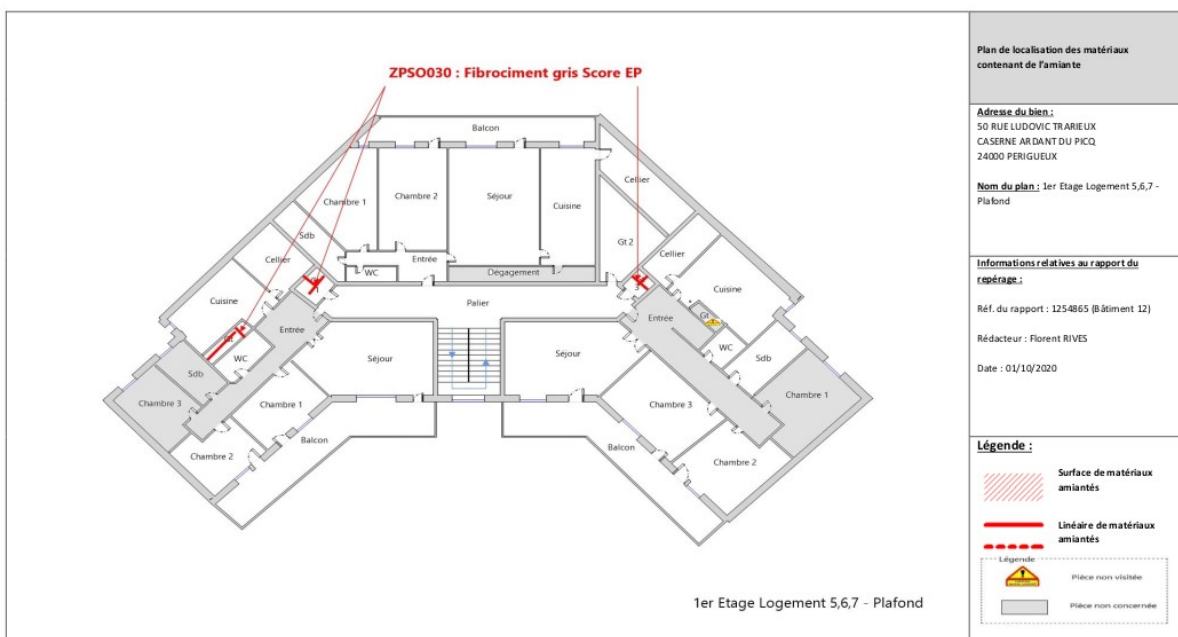 ZPSO030 : Fibrociment gris Score EP
Balcon
Cellier
Chambre 1
Chambre 2
Séjour
Cuisine
Sdb
Gt 2
Entrée
Cellier
Cellier
WC
Dégagement
Cuisine
Cuisine
1
3
Palier
Gt
Entrée
Entrée
Gt
WC
WC
Séjour
Séjour
Sdb
Sdb
Chambre 3
Chambre 1
Chambre 3
Chambre 1
Chambre 2
Balcon
Balcon
Chambre 2
1er Etage Logement 5,6,7 - Plafond
Plan de localisation des matériaux
contenant de l'amiante
Adresse du bien :
50 RUE LUDOVIC TRARIEUX
CASERNE ARDANT DU PICQ
24000 PERIGUEUX
Nom du plan : 1er Etage Logement 5,6,7 -
Plafond
Informations relatives au rapport du
repérage :
Réf. du rapport : 1254865 (Bâtiment 12)
Rédacteur : Florent RIVES
Date : 01/10/2020
Légende :
Surface de matériaux
amiantés
Linéaire de matériaux
amiantés
Légende
Pièce non visitée
Pièce non concernée